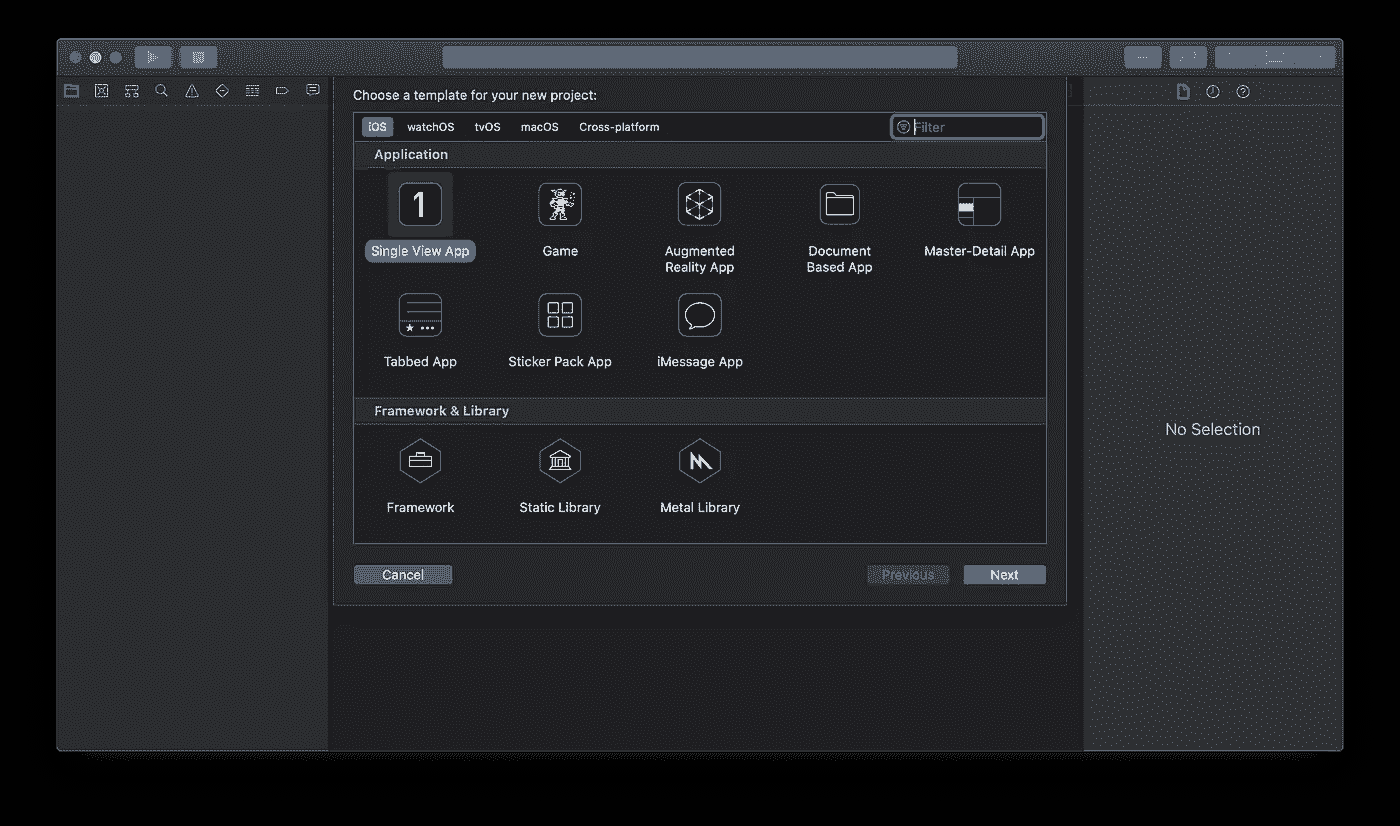 Choose a template for your new project:
iOS watchOS tvOS macOS Cross-platform Filter
Application
1
Single View App Game Augmented Reality App Document Based App Master-Detail App
Tabbed App Sticker Pack App iMessage App
Framework & Library
Framework Static Library Metal Library
No Selection
Cancel Previous Next